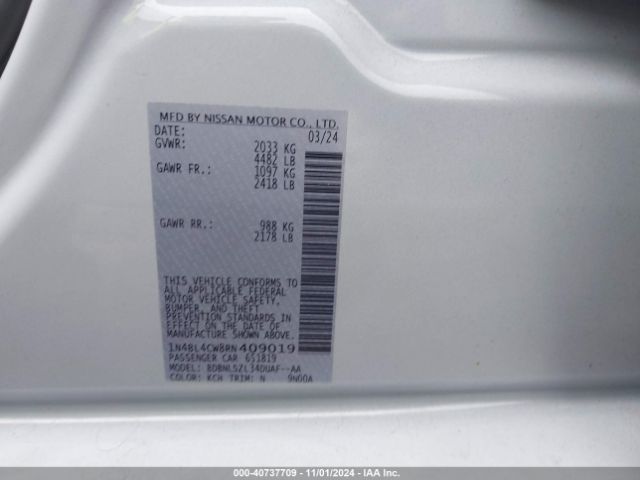 MFD BY NISSAN MOTOR CO., LTD.
DATE: 03/24
GVWR: 2033 KG
4482 LB
GAWR FR.: 1097 KG
2418 LB
GAWR RR.: 988 KG
2178 LB
THIS VEHICLE CONFORMS TO
ALL APPLICABLE FEDERAL
MOTOR VEHICLE SAFETY,
BUMPER, AND THEFT
PREVENTION STANDARDS IN
EFFECT ON THE DATE OF
MANUFACTURE SHOWN ABOVE.
1N4BL4CW8RN409019
PASSENGER CAR 651819
MODEL: BDBNLSZL34DUAF--AA
COLOR: KCH TRIM: N 9N00A
000-40737709 • 11/01/2024 • IAA Inc.